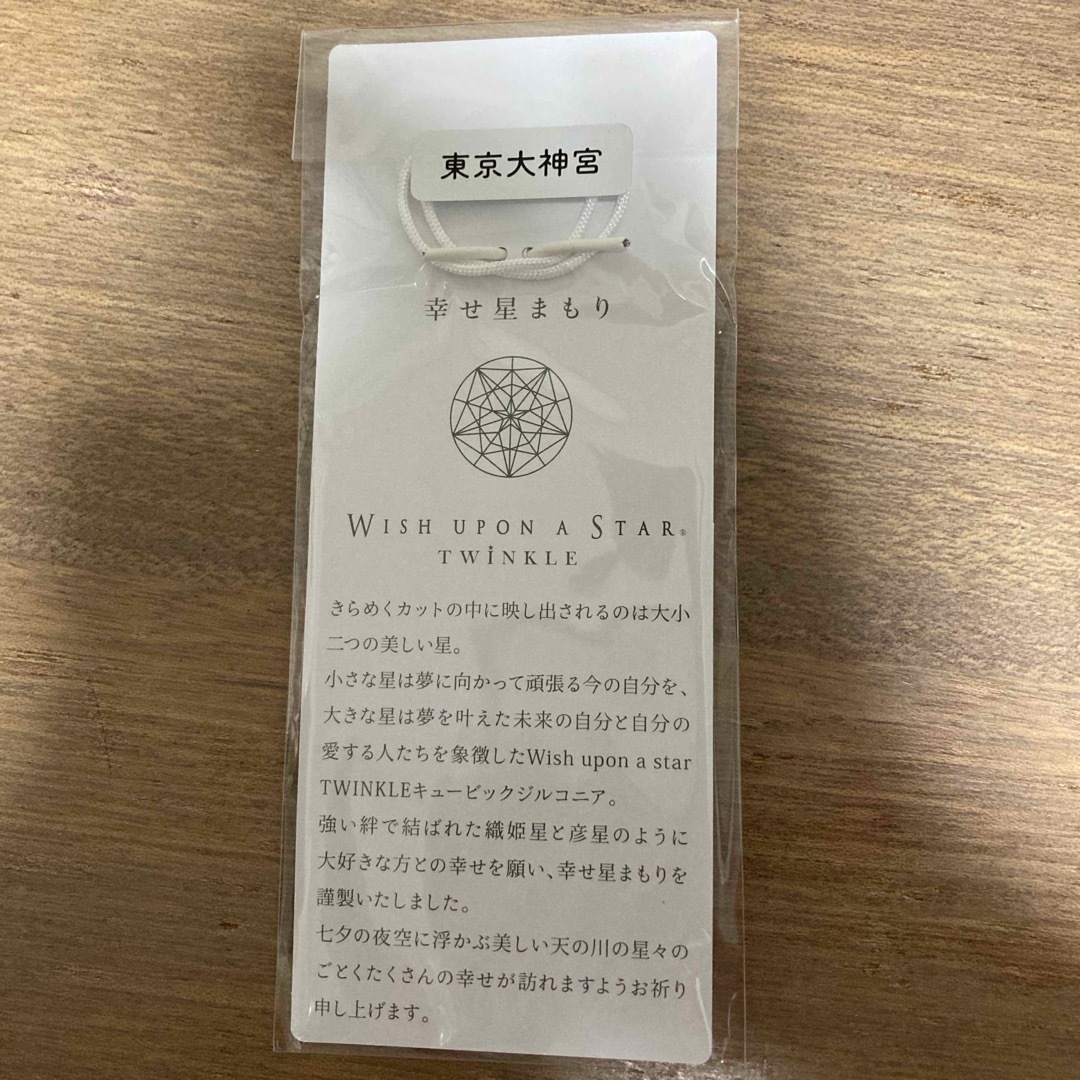 東京大神宮
幸せ星まもり
WISH UPON A STAR®
TWINKLE
きらめくカットの中に映し出されるのは大小
二つの美しい星。
小さな星は夢に向かって頑張る今の自分を、
大きな星は夢を叶えた未来の自分と自分の
愛する人たちを象徴したWish upon a star
TWINKLEキュービックジルコニア。
強い絆で結ばれた織姫星と彦星のように
大好きな方との幸せを願い、幸せ星まもりを
謹製いたしました。
七夕の夜空に浮かぶ美しい天の川の星々の
ごとくたくさんの幸せが訪れますようお祈り
申し上げます。